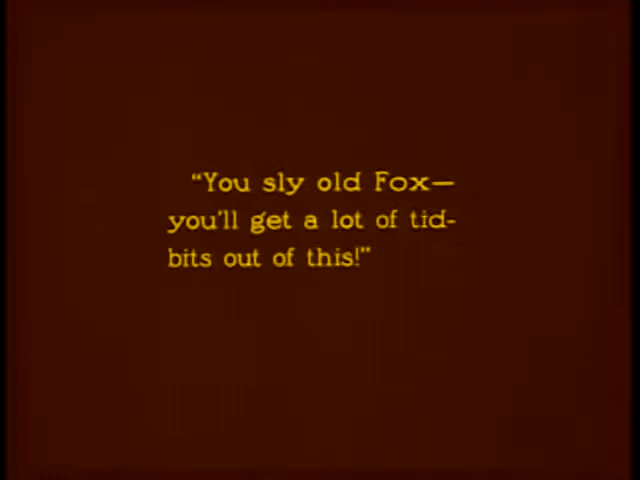 “You sly old Fox—
you'll get a lot of tid-
bits out of this!”